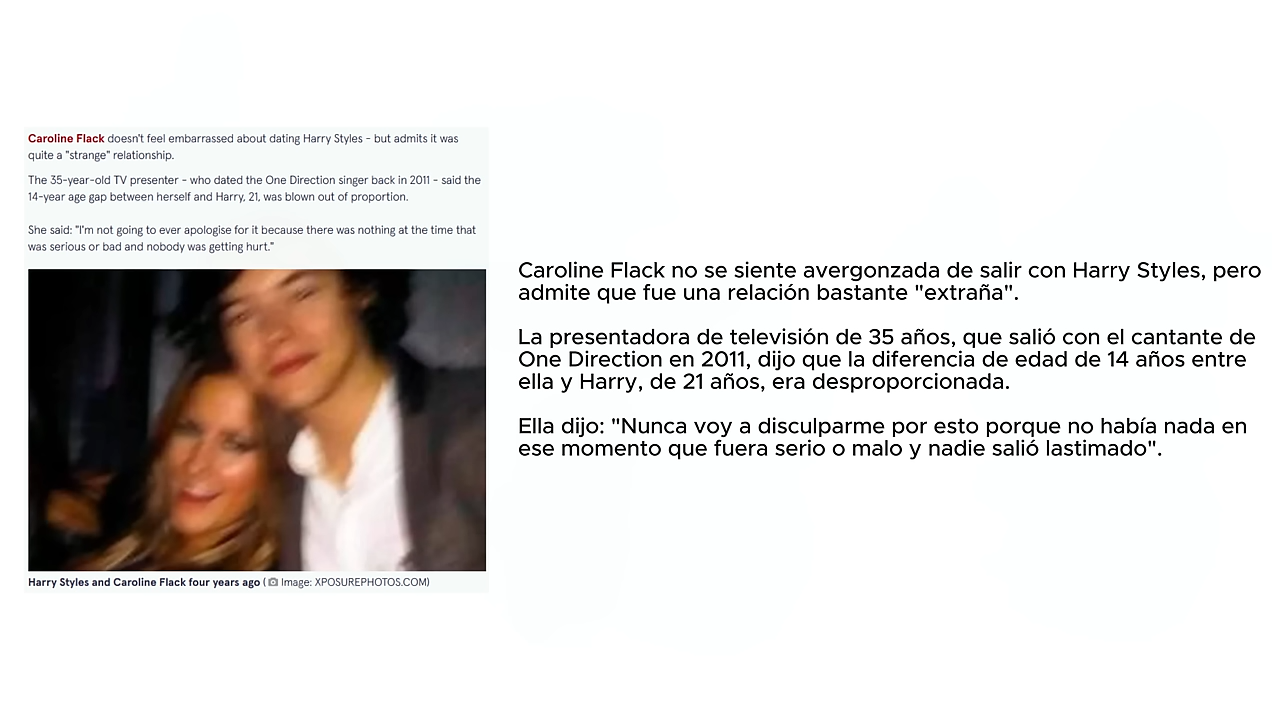 Caroline Flack doesn't feel embarrassed about dating Harry Styles - but admits it was
quite a "strange" relationship.
The 35-year-old TV presenter - who dated the One Direction singer back in 2011 - said the
14-year age gap between herself and Harry, 21, was blown out of proportion.
She said: "I'm not going to ever apologise for it because there was nothing at the time that
was serious or bad and nobody was getting hurt."
Harry Styles and Caroline Flack four years ago ( Image: XPOSUREPHOTOS.COM)
Caroline Flack no se siente avergonzada de salir con Harry Styles, pero
admite que fue una relación bastante "extraña".
La presentadora de televisión de 35 años, que salió con el cantante de
One Direction en 2011, dijo que la diferencia de edad de 14 años entre
ella y Harry, de 21 años, era desproporcionada.
Ella dijo: "Nunca voy a disculparme por esto porque no había nada en
ese momento que fuera serio o malo y nadie salió lastimado".